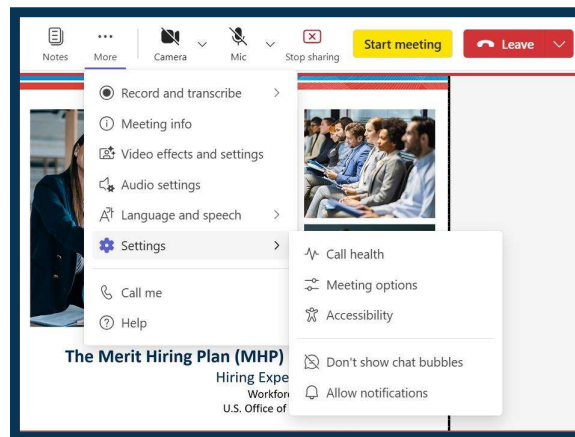 Notes
More
Camera
Mic
Stop sharing
Start meeting
Leave
Record and transcribe
Meeting info
Video effects and settings
Audio settings
Language and speech
Settings
Call me
Help
Call health
Meeting options
Accessibility
Don't show chat bubbles
Allow notifications
The Merit Hiring Plan (MHP)
Hiring
U.S. Office of